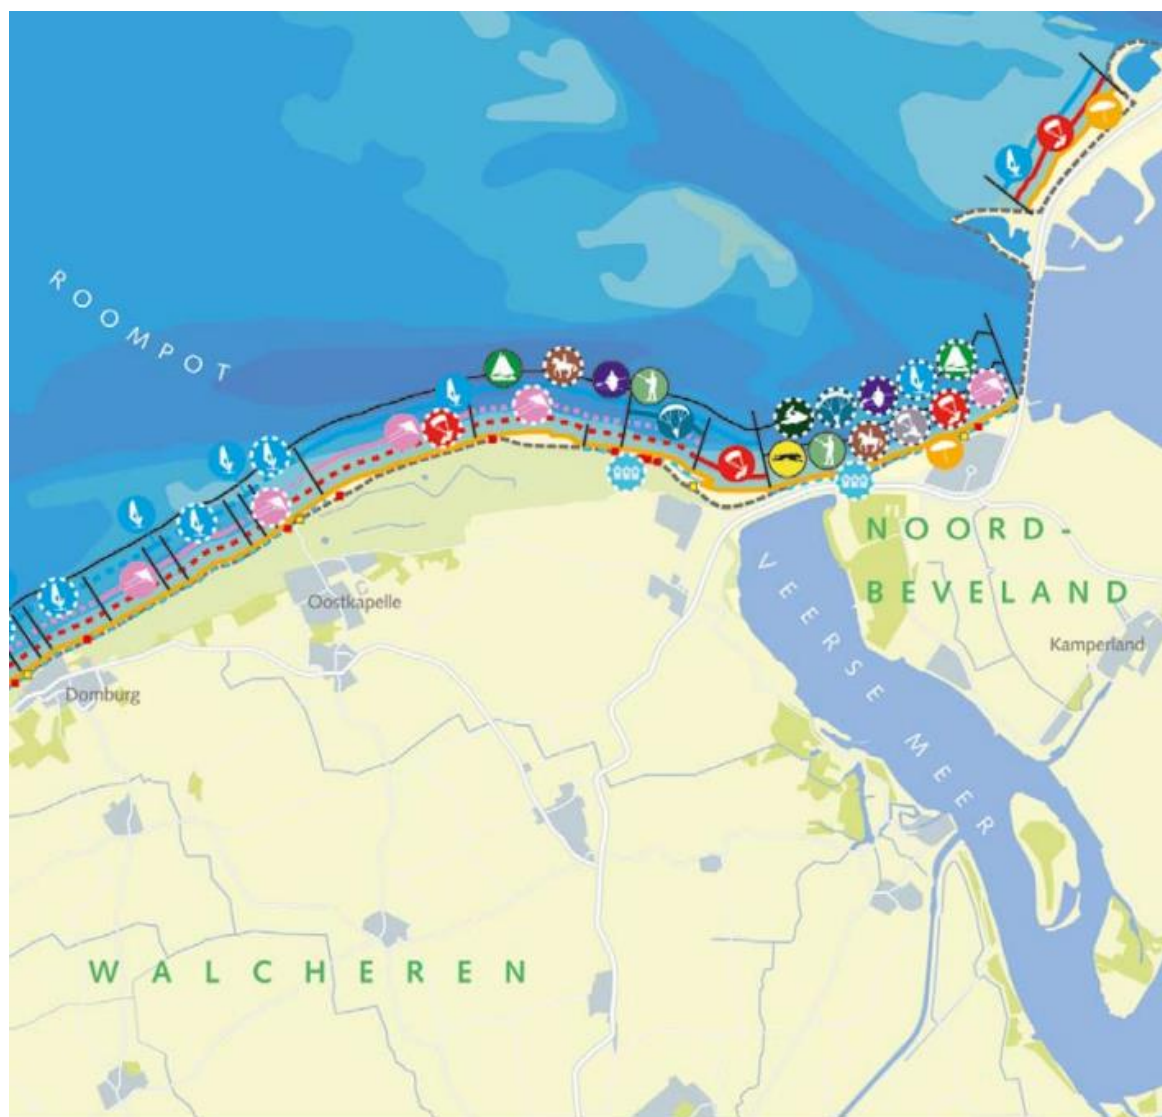 ROOMPOT
NOORD-
BEVELAND
VEERSE MEER
Oostkapelle
Kamperland
Domburg
WALCHEREN